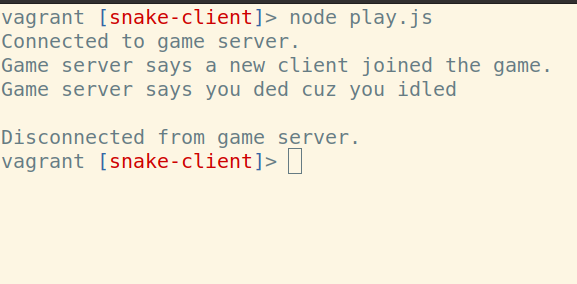 vagrant [snake-client]> node play.js
Connected to game server.
Game server says a new client joined the game.
Game server says you ded cuz you idled
Disconnected from game server.
vagrant [snake-client]>